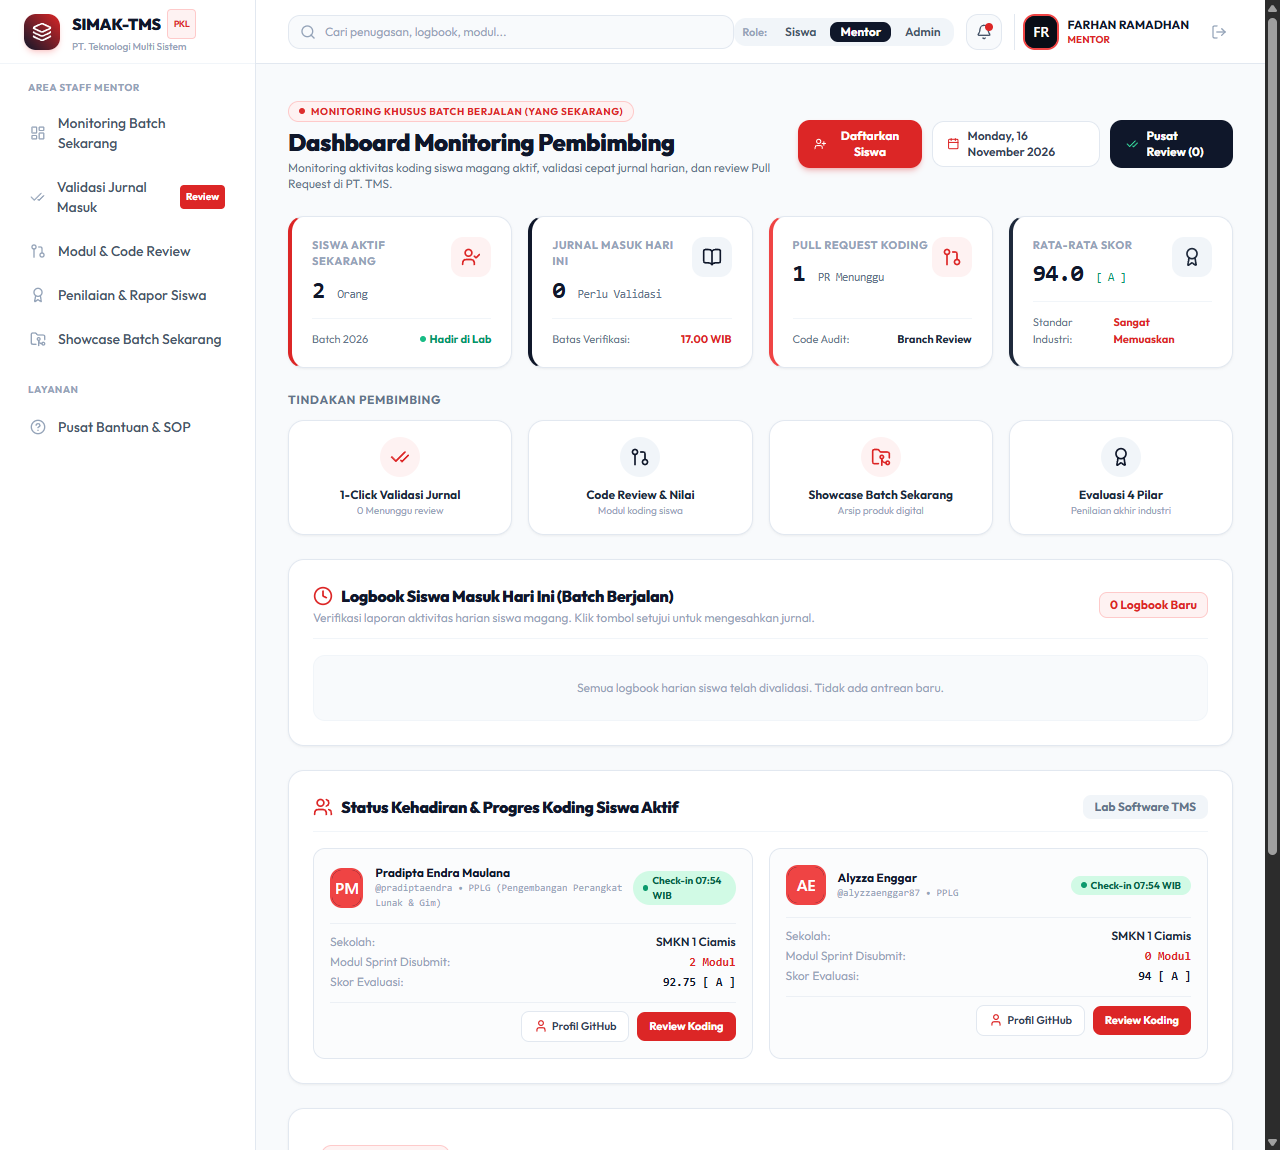 SIMAK-TMS PKL
PT. Teknologi Multi Sistem
AREA STAFF MENTOR
Monitoring Batch
Sekarang
Validasi Jurnal
Masuk
Review
Modul & Code Review
Penilaian & Rapor Siswa
Showcase Batch Sekarang
LAYANAN
Pusat Bantuan & SOP
Cari penugasan, logbook, modul...
Role: Siswa Mentor Admin
FR
FARHAN RAMADHAN
MENTOR
MONITORING KHUSUS BATCH BERJALAN (YANG SEKARANG)
Dashboard Monitoring Pembimbing
Monitoring aktivitas koding siswa magang aktif, validasi cepat jurnal harian, dan review Pull
Request di PT. TMS.
Daftarkan
Siswa
Monday, 16
November 2026
Pusat
Review (0)
SISWA AKTIF
SEKARANG
2 Orang
Batch 2026 Hadir di Lab
JURNAL MASUK HARI
INI
0 Perlu Validasi
Batas Verifikasi: 17.00 WIB
PULL REQUEST KODING
1 PR Menunggu
Code Audit: Branch Review
RATA-RATA SKOR
94.0 [ A ]
Standar
Industri:
Sangat
Memuaskan
TINDAKAN PEMBIMBING
1-Click Validasi Jurnal
0 Menunggu review
Code Review & Nilai
Modul koding siswa
Showcase Batch Sekarang
Arsip produk digital
Evaluasi 4 Pilar
Penilaian akhir industri
Logbook Siswa Masuk Hari Ini (Batch Berjalan)
Verifikasi laporan aktivitas harian siswa magang. Klik tombol setujui untuk mengesahkan jurnal.
0 Logbook Baru
Semua logbook harian siswa telah divalidasi. Tidak ada antrean baru.
Status Kehadiran & Progres Koding Siswa Aktif
Lab Software TMS
PM
Pradipta Endra Maulana
@pradiptaendra • PPLG (Pengembangan Perangkat
Lunak & Gim)
Check-in 07:54
WIB
Sekolah: SMKN 1 Ciamis
Modul Sprint Disubmit: 2 Modul
Skor Evaluasi: 92.75 [ A ]
Profil GitHub
Review Koding
AE
Alyzza Enggar
@alyzzaenggar87 • PPLG
Check-in 07:54 WIB
Sekolah: SMKN 1 Ciamis
Modul Sprint Disubmit: 0 Modul
Skor Evaluasi: 94 [ A ]
Profil GitHub
Review Koding